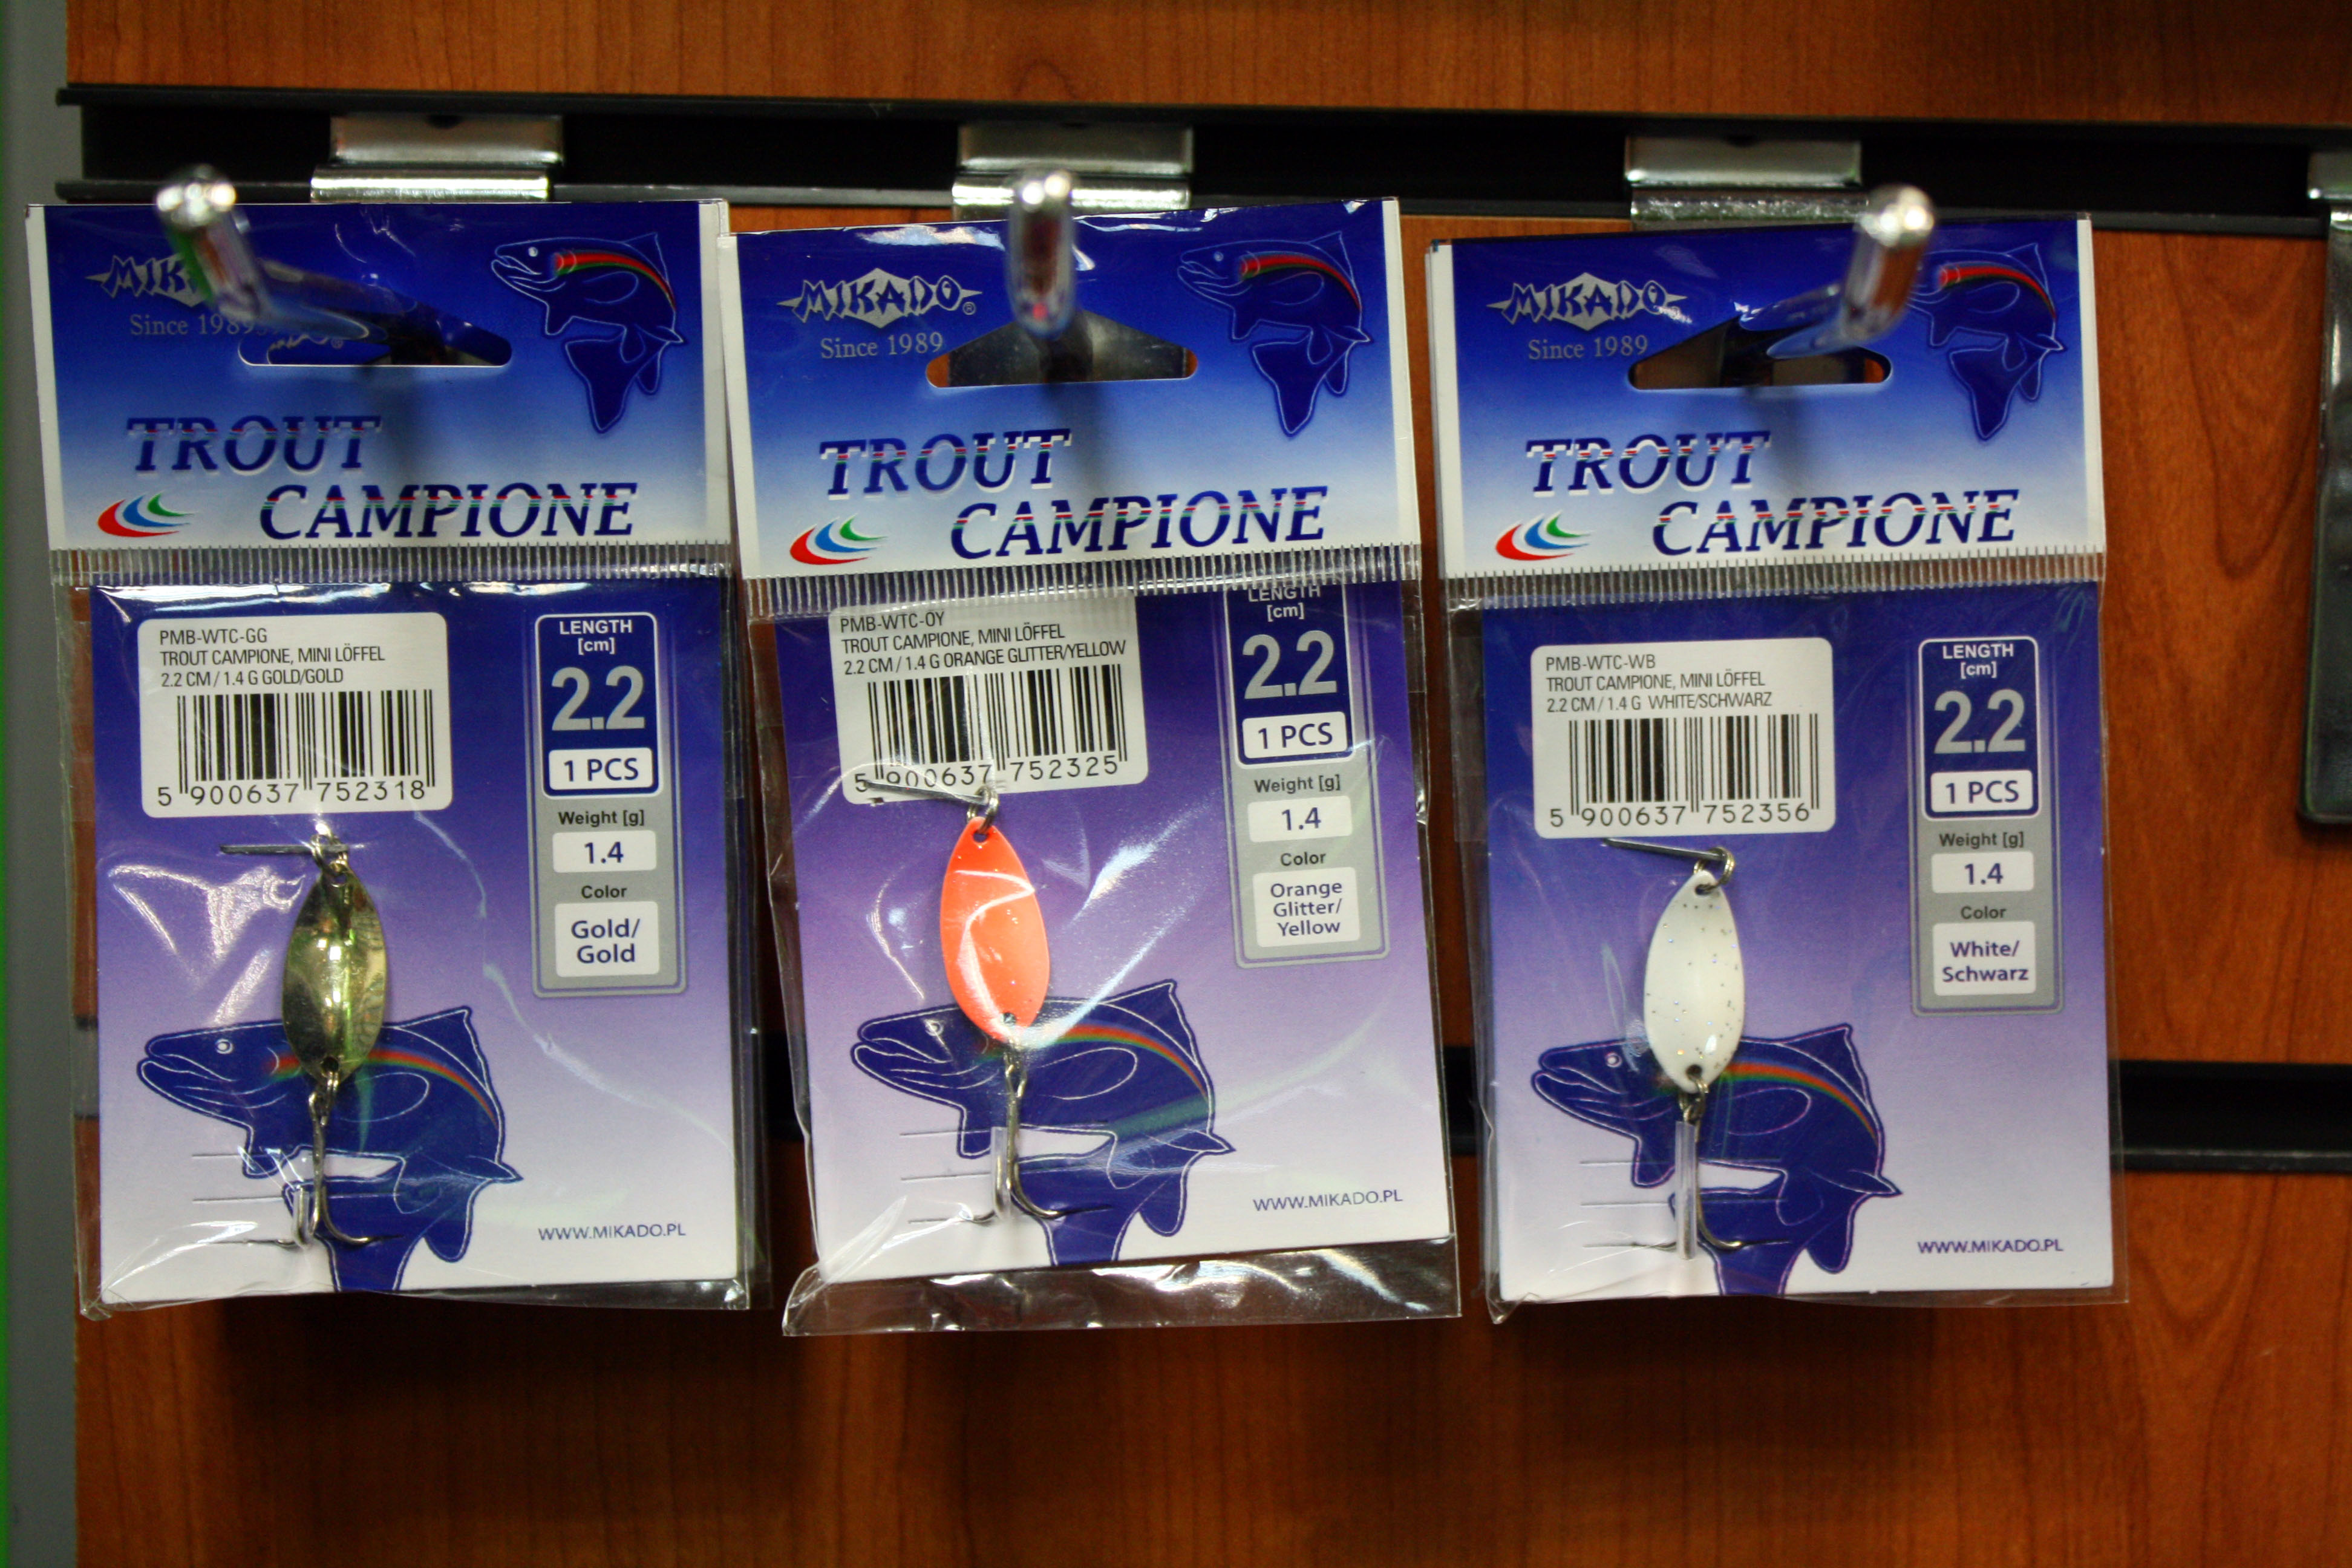 MIKADO
Since 1989
TROUT
CAMPIONE
PMB-WTC-GG
TROUT CAMPIONE, MINI LÖFFEL
2.2 CM / 1.4 G GOLD/GOLD
5 900637 752318
LENGTH
[cm]
2.2
1 PCS
Weight [g]
1.4
Color
Gold/
Gold
WWW.MIKADO.PL
MIKADO®
Since 1989
TROUT
CAMPIONE
PMB-WTC-OY
TROUT CAMPIONE, MINI LÖFFEL
2.2 CM / 1.4 G ORANGE GLITTER/YELLOW
5 900637 752325
LENGTH
[cm]
2.2
1 PCS
Weight [g]
1.4
Color
Orange
Glitter/
Yellow
WWW.MIKADO.PL
MIKADO
Since 1989
TROUT
CAMPIONE
PMB-WTC-WB
TROUT CAMPIONE, MINI LÖFFEL
2.2 CM / 1.4 G WHITE/SCHWARZ
5 900637 752356
LENGTH
[cm]
2.2
1 PCS
Weight [g]
1.4
Color
White/
Schwarz
WWW.MIKADO.PL